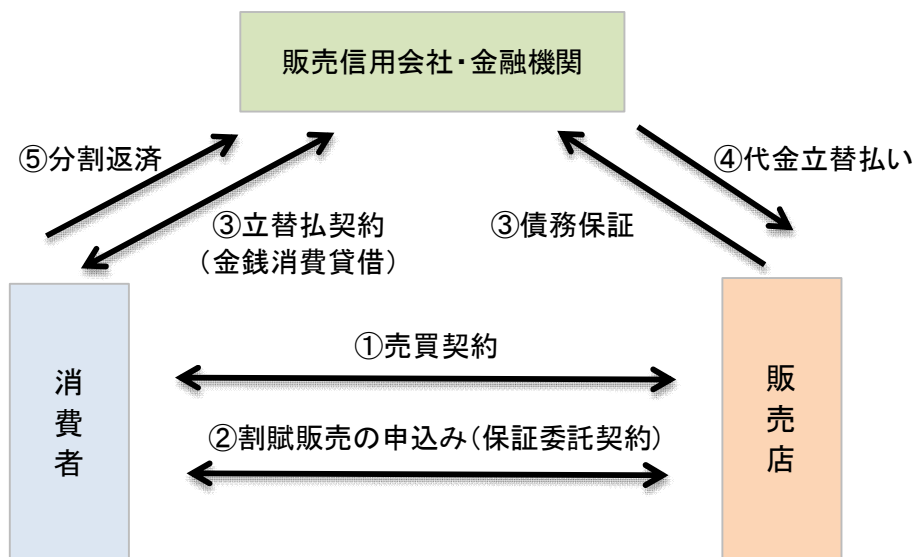 販売信用会社・金融機関
⑤分割返済
④代金立替払い
③立替払契約
（金銭消費貸借）
③債務保証
①売買契約
②割賦販売の申込み（保証委託契約）
消費者
販売店